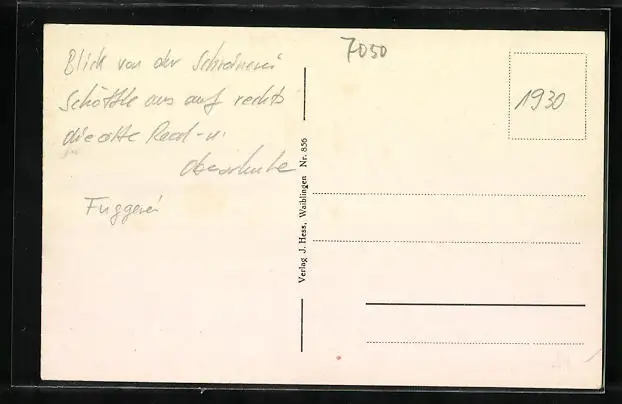 7050
Blick von der Schreinerei
Schöttle aus auf rechts
die alte Real- u.
Oberschule
Fuggerei
1930
Verlag J. Hess, Waiblingen Nr. 856